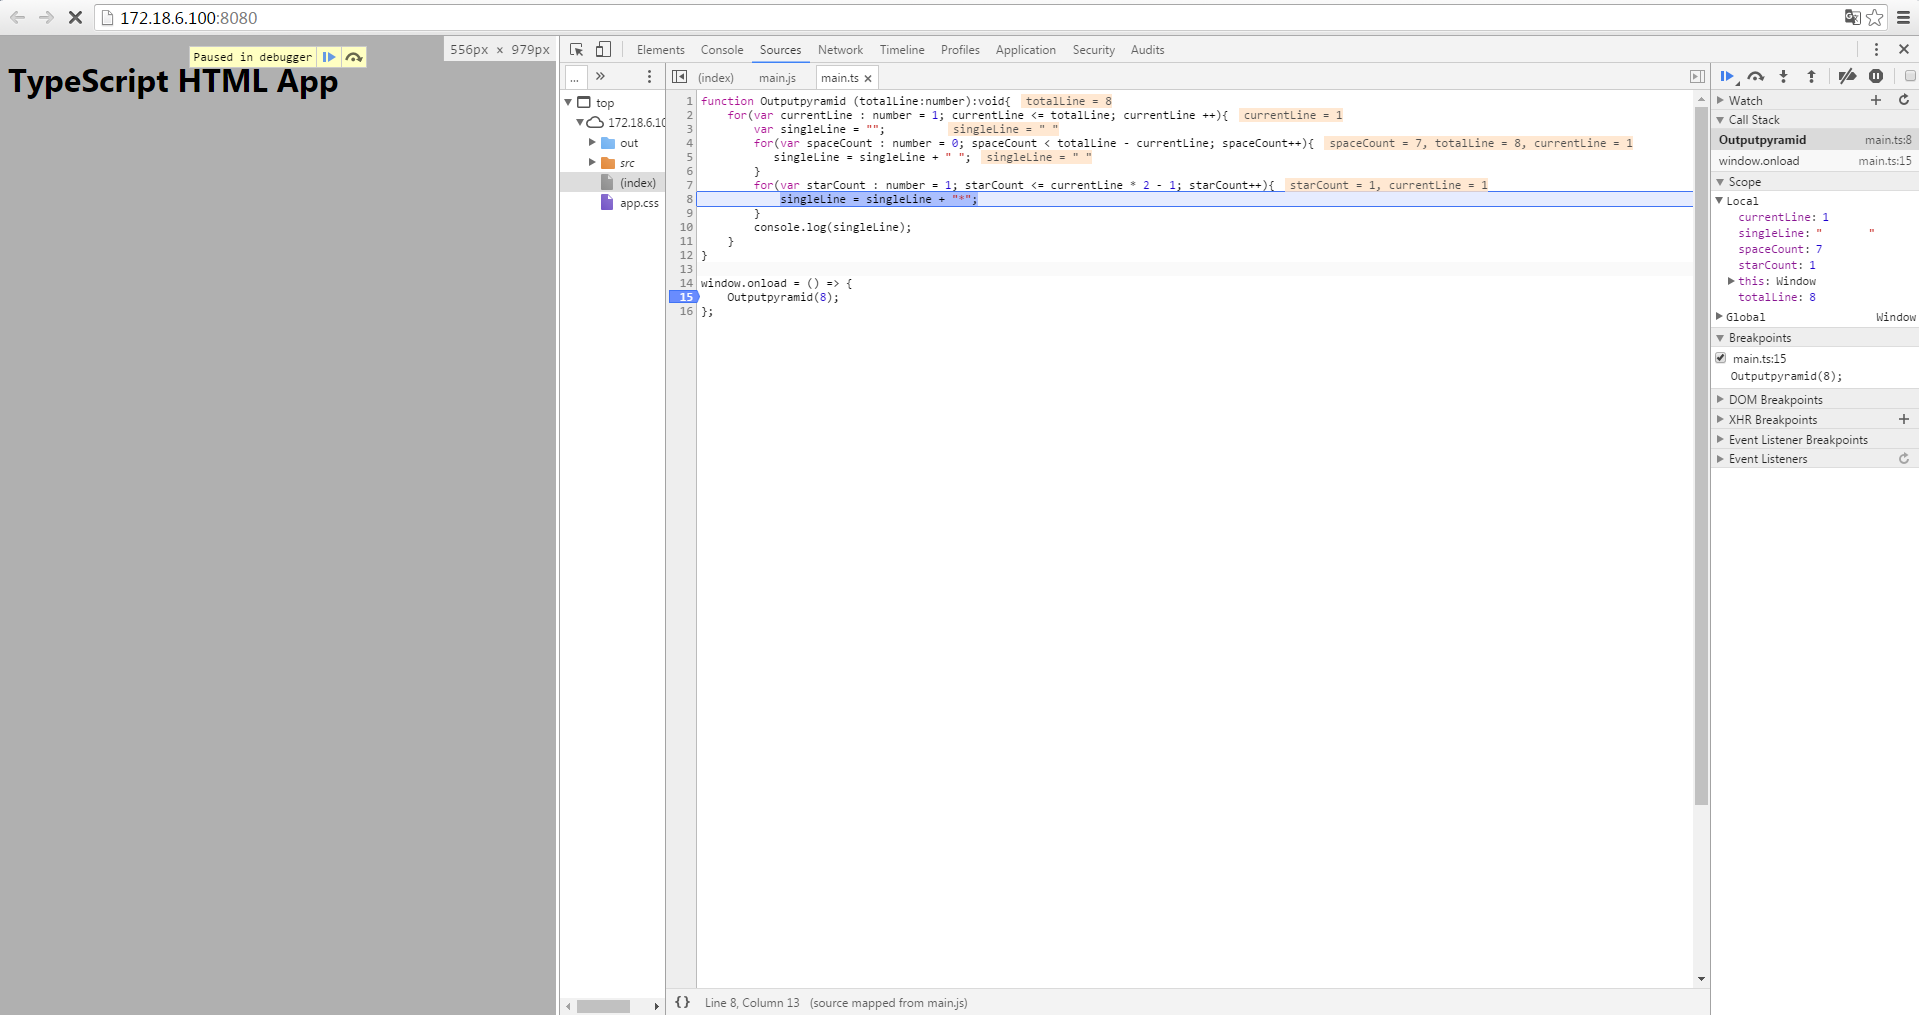 172.18.6.100:8080
Paused in debugger
556px × 979px
TypeScript HTML App
Elements Console Sources Network Timeline Profiles Application Security Audits
... »
(index) main.js main.ts ×
top
172.18.6.10
out
src
(index)
app.css
1 function Outputpyramid (totalLine:number):void{ totalLine = 8
2 for(var currentLine : number = 1; currentLine <= totalLine; currentLine ++){ currentLine = 1
3 var singleLine = ""; singleLine = " "
4 for(var spaceCount : number = 0; spaceCount < totalLine - currentLine; spaceCount++){ spaceCount = 7, totalLine = 8, currentLine = 1
5 singleLine = singleLine + " "; singleLine = " "
6 }
7 for(var starCount : number = 1; starCount <= currentLine * 2 - 1; starCount++){ starCount = 1, currentLine = 1
8 singleLine = singleLine + "*";
9 }
10 console.log(singleLine);
11 }
12 }
13
14 window.onload = () => {
15 Outputpyramid(8);
16 };
{} Line 8, Column 13 (source mapped from main.js)
Watch
Call Stack
Outputpyramid main.ts:8
window.onload main.ts:15
Scope
Local
currentLine: 1
singleLine: "       "
spaceCount: 7
starCount: 1
this: Window
totalLine: 8
Global Window
Breakpoints
main.ts:15
Outputpyramid(8);
DOM Breakpoints
XHR Breakpoints
Event Listener Breakpoints
Event Listeners